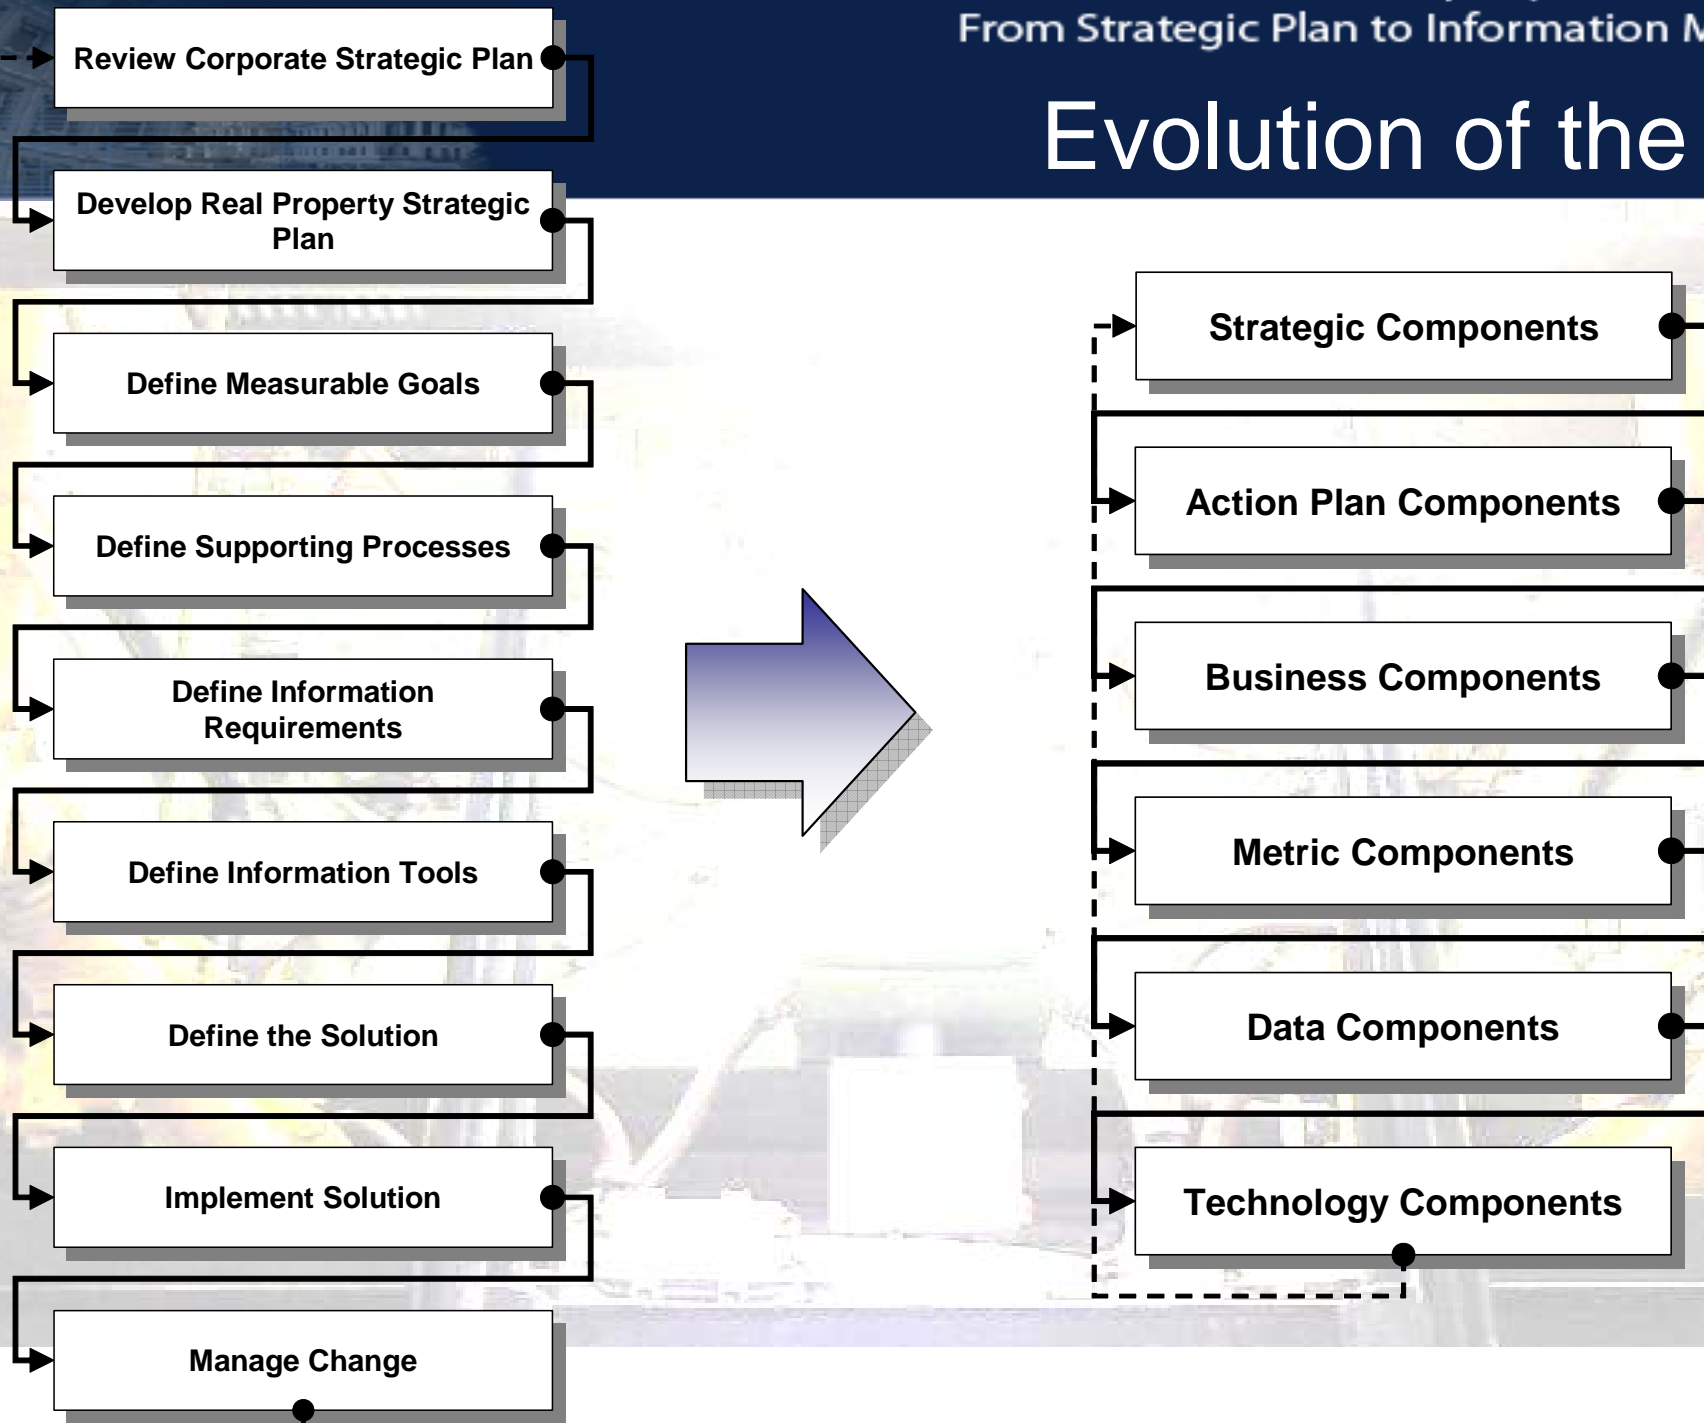 From Strategic Plan to Information
Evolution of the
Review Corporate Strategic Plan
Develop Real Property Strategic
Plan
Define Measurable Goals
Define Supporting Processes
Define Information
Requirements
Define Information Tools
Define the Solution
Implement Solution
Manage Change
Strategic Components
Action Plan Components
Business Components
Metric Components
Data Components
Technology Components